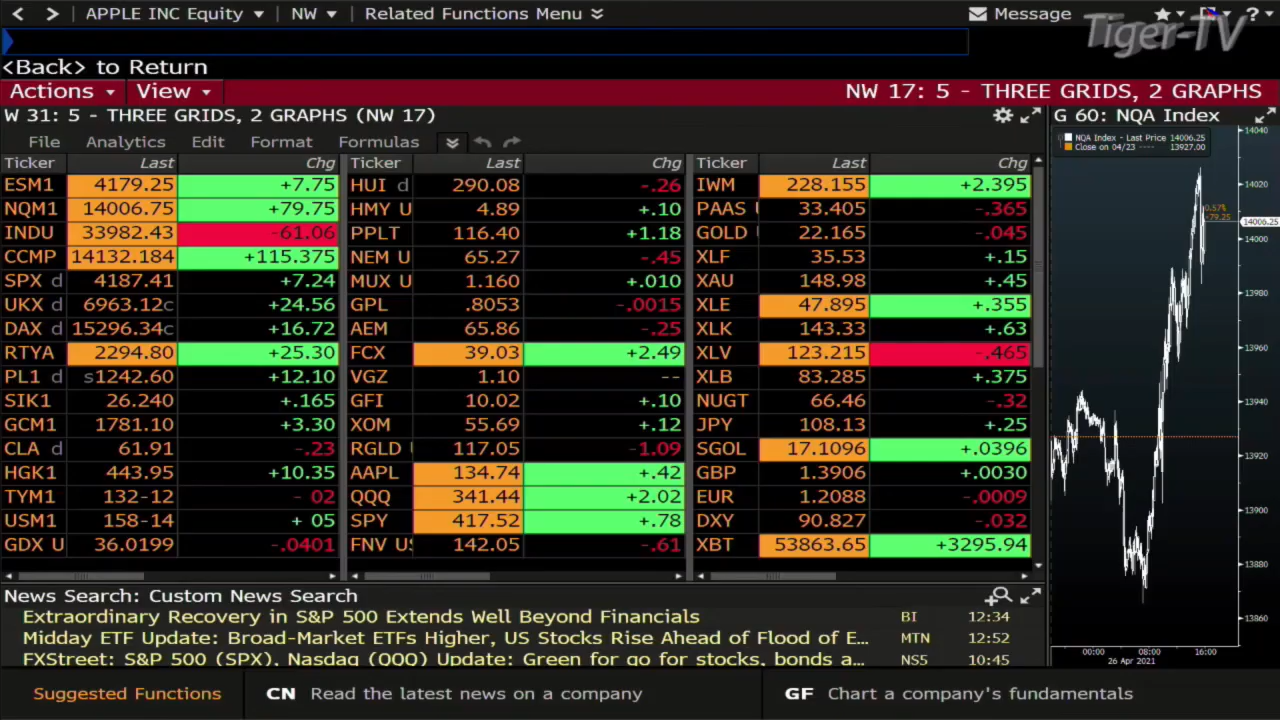 APPLE INC Equity NW Related Functions Menu Message ?
Tiger-TV
<Back> to Return
Actions View NW 17: 5 - THREE GRIDS, 2 GRAPHS
W 31: 5 - THREE GRIDS, 2 GRAPHS (NW 17) G 60: NQA Index
File Analytics Edit Format Formulas
Ticker Last Chg Ticker Last Chg Ticker Last Chg
ESM1 4179.25 +7.75 HUI d 290.08 -.26 IWM 228.155 +2.395
NQM1 14006.75 +79.75 HMY U 4.89 +.10 PAAS 33.405 -.365
INDU 33982.43 -61.06 PPLT 116.40 +1.18 GOLD 22.165 -.045
CCMP 14132.184 +115.375 NEM U 65.27 -.45 XLF 35.53 +.15
SPX d 4187.41 +7.24 MUX U 1.160 +.010 XAU 148.98 +.45
UKX d 6963.12c +24.56 GPL .8053 -.0015 XLE 47.895 +.355
DAX d 15296.34c +16.72 AEM 65.86 -.25 XLK 143.33 +.63
RTYA 2294.80 +25.30 FCX 39.03 +2.49 XLV 123.215 -.465
PL1 d s1242.60 +12.10 VGZ 1.10 -- XLB 83.285 +.375
SIK1 26.240 +.165 GFI 10.02 +.10 NUGT 66.46 -.32
GCM1 1781.10 +3.30 XOM 55.69 +.12 JPY 108.13 +.25
CLA d 61.91 -.23 RGLD 117.05 -1.09 SGOL 17.1096 +.0396
HGK1 443.95 +10.35 AAPL 134.74 +.42 GBP 1.3906 +.0030
TYM1 132-12 - 02 QQQ 341.44 +2.02 EUR 1.2088 -.0009
USM1 158-14 + 05 SPY 417.52 +.78 DXY 90.827 -.032
GDX U 36.0199 -.0401 FNV US 142.05 -.61 XBT 53863.65 +3295.94
NQA Index - Last Price 14006.25
Close on 04/23 ---- 13927.00
14040
14020
0.57%
-79.25
14006.25
14000
13980
13960
13940
13920
13900
13880
13860
00:00 08:00 16:00
26 Apr 2021
News Search: Custom News Search
Extraordinary Recovery in S&P 500 Extends Well Beyond Financials BI 12:34
Midday ETF Update: Broad-Market ETFs Higher, US Stocks Rise Ahead of Flood of E... MTN 12:52
FXStreet: S&P 500 (SPX), Nasdaq (QQQ) Update: Green for go for stocks, bonds a... NS5 10:45
Suggested Functions CN Read the latest news on a company GF Chart a company's fundamentals